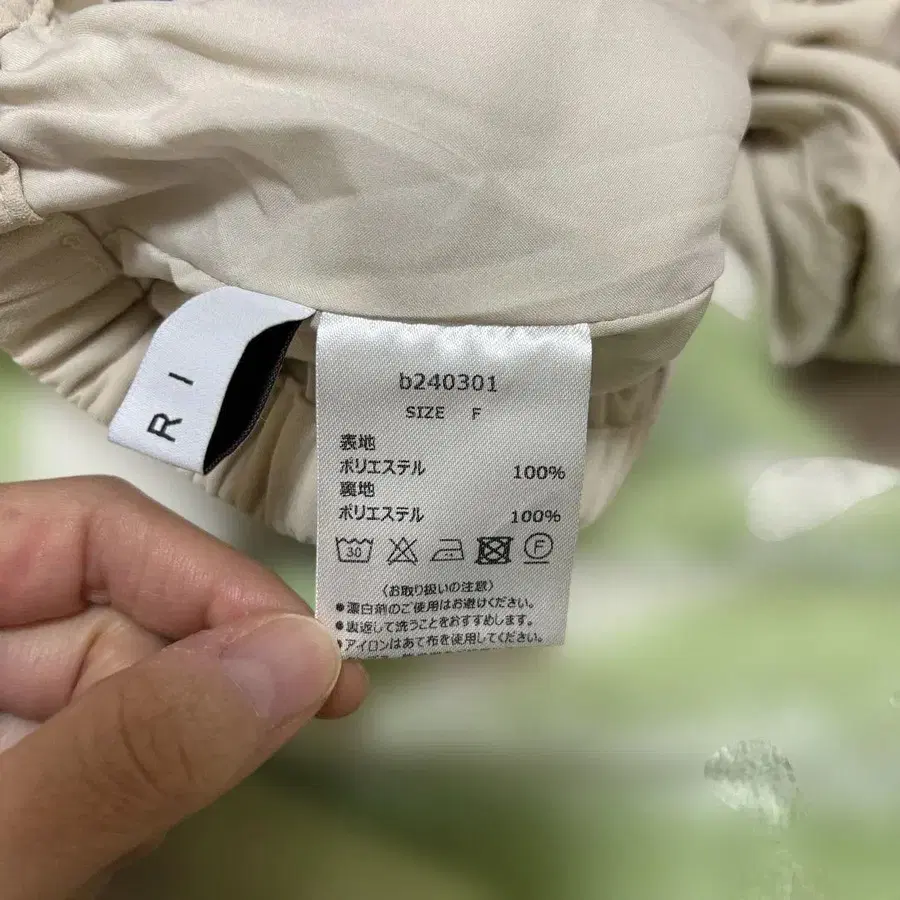 R I
b240301
SIZE F
表地
ポリエステル 100%
裏地
ポリエステル 100%
30
F
〈お取り扱いの注意〉
●漂白剤のご使用はお避けください。
●裏返して洗うことをおすすめします。
●アイロンはあて布を使用してください。